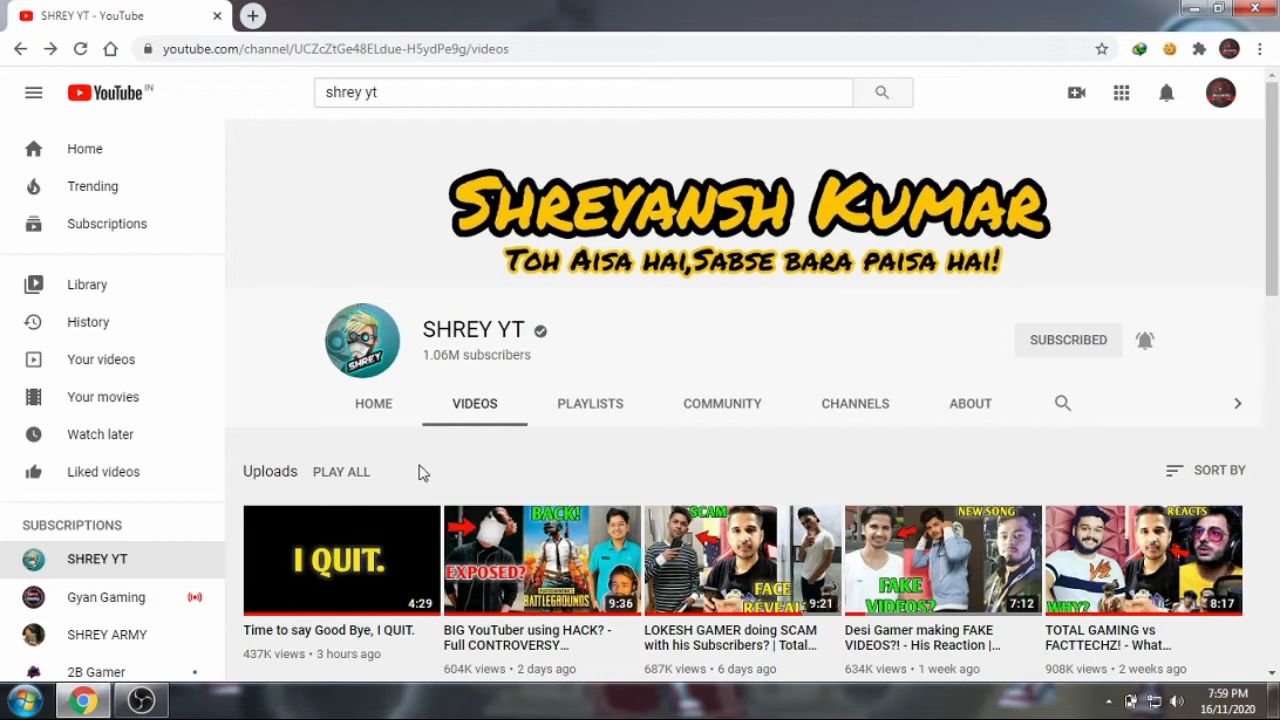 SHREY YT - YouTube
youtube.com/channel/UCZcZtGe48ELdue-H5ydPe9g/videos
YouTube IN
shrey yt
Home
Trending
Subscriptions
Library
History
Your videos
Your movies
Watch later
Liked videos
SUBSCRIPTIONS
SHREY YT
Gyan Gaming
SHREY ARMY
2B Gamer
Shreyansh Kumar
Toh Aisa hai,Sabse bara paisa hai!
SHREY
SHREY YT
1.06M subscribers
SUBSCRIBED
HOME VIDEOS PLAYLISTS COMMUNITY CHANNELS ABOUT
Uploads PLAY ALL
SORT BY
I QUIT.
4:29
Time to say Good Bye, I QUIT.
437K views • 3 hours ago
BACK!
EXPOSED?
BATTLEGROUNDS
9:36
BIG YouTuber using HACK? -
Full CONTROVERSY...
604K views • 2 days ago
SCAM
FACE
REVEAL
9:21
LOKESH GAMER doing SCAM
with his Subscribers? | Total...
687K views • 6 days ago
NEW SONG
FAKE
VIDEOS?
7:12
Desi Gamer making FAKE
VIDEOS?! - His Reaction |...
634K views • 1 week ago
REACTS
VS
WHY?
8:17
TOTAL GAMING vs
FACTTECHZ! - What...
908K views • 2 weeks ago
7:59 PM
16/11/2020